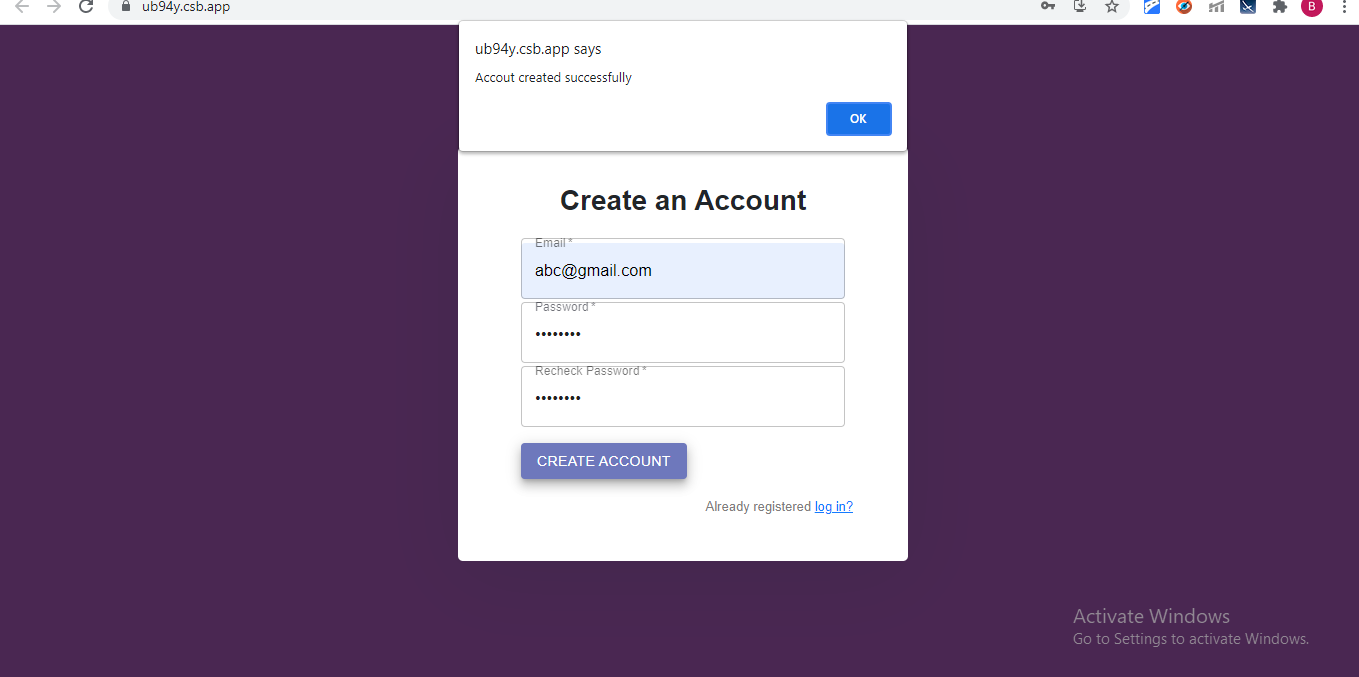 ub94y.csb.app
B
ub94y.csb.app says
Accout created successfully
OK
Create an Account
Email *
abc@gmail.com
Password *
••••••••
Recheck Password *
••••••••
CREATE ACCOUNT
Already registered log in?
Activate Windows
Go to Settings to activate Windows.